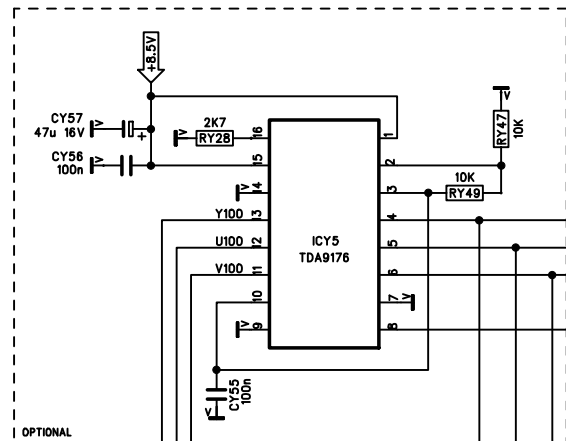 +8.5V
CY57
47u 16V
+
V
CY56
100n
V
2K7
RY28
V
16
15
14
V
13
12
11
10
9
V
Y100
U100
V100
ICY5
TDA9176
1
2
3
4
5
6
7
V
8
V
RY47
10K
10K
RY49
CY55
100n
V
OPTIONAL